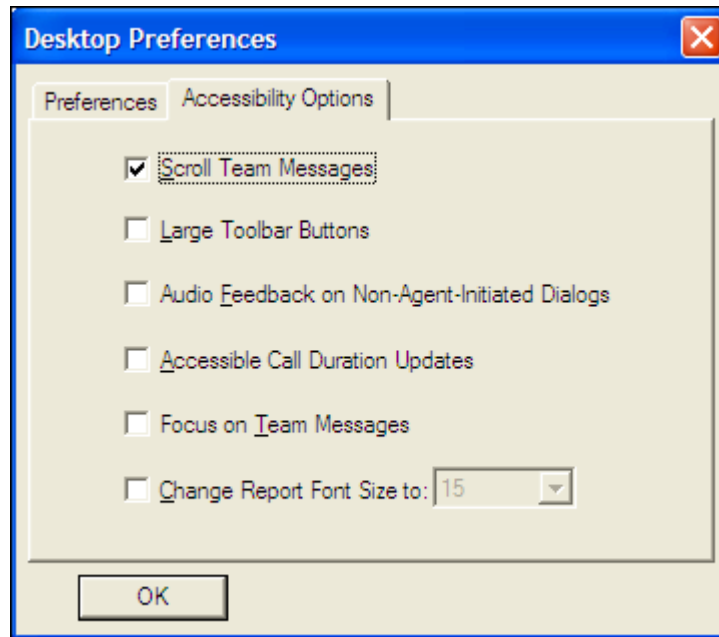 Desktop Preferences
Preferences
Accessibility Options
Scroll Team Messages
Large Toolbar Buttons
Audio Feedback on Non-Agent-Initiated Dialogs
Accessible Call Duration Updates
Focus on Team Messages
Change Report Font Size to: 15
OK